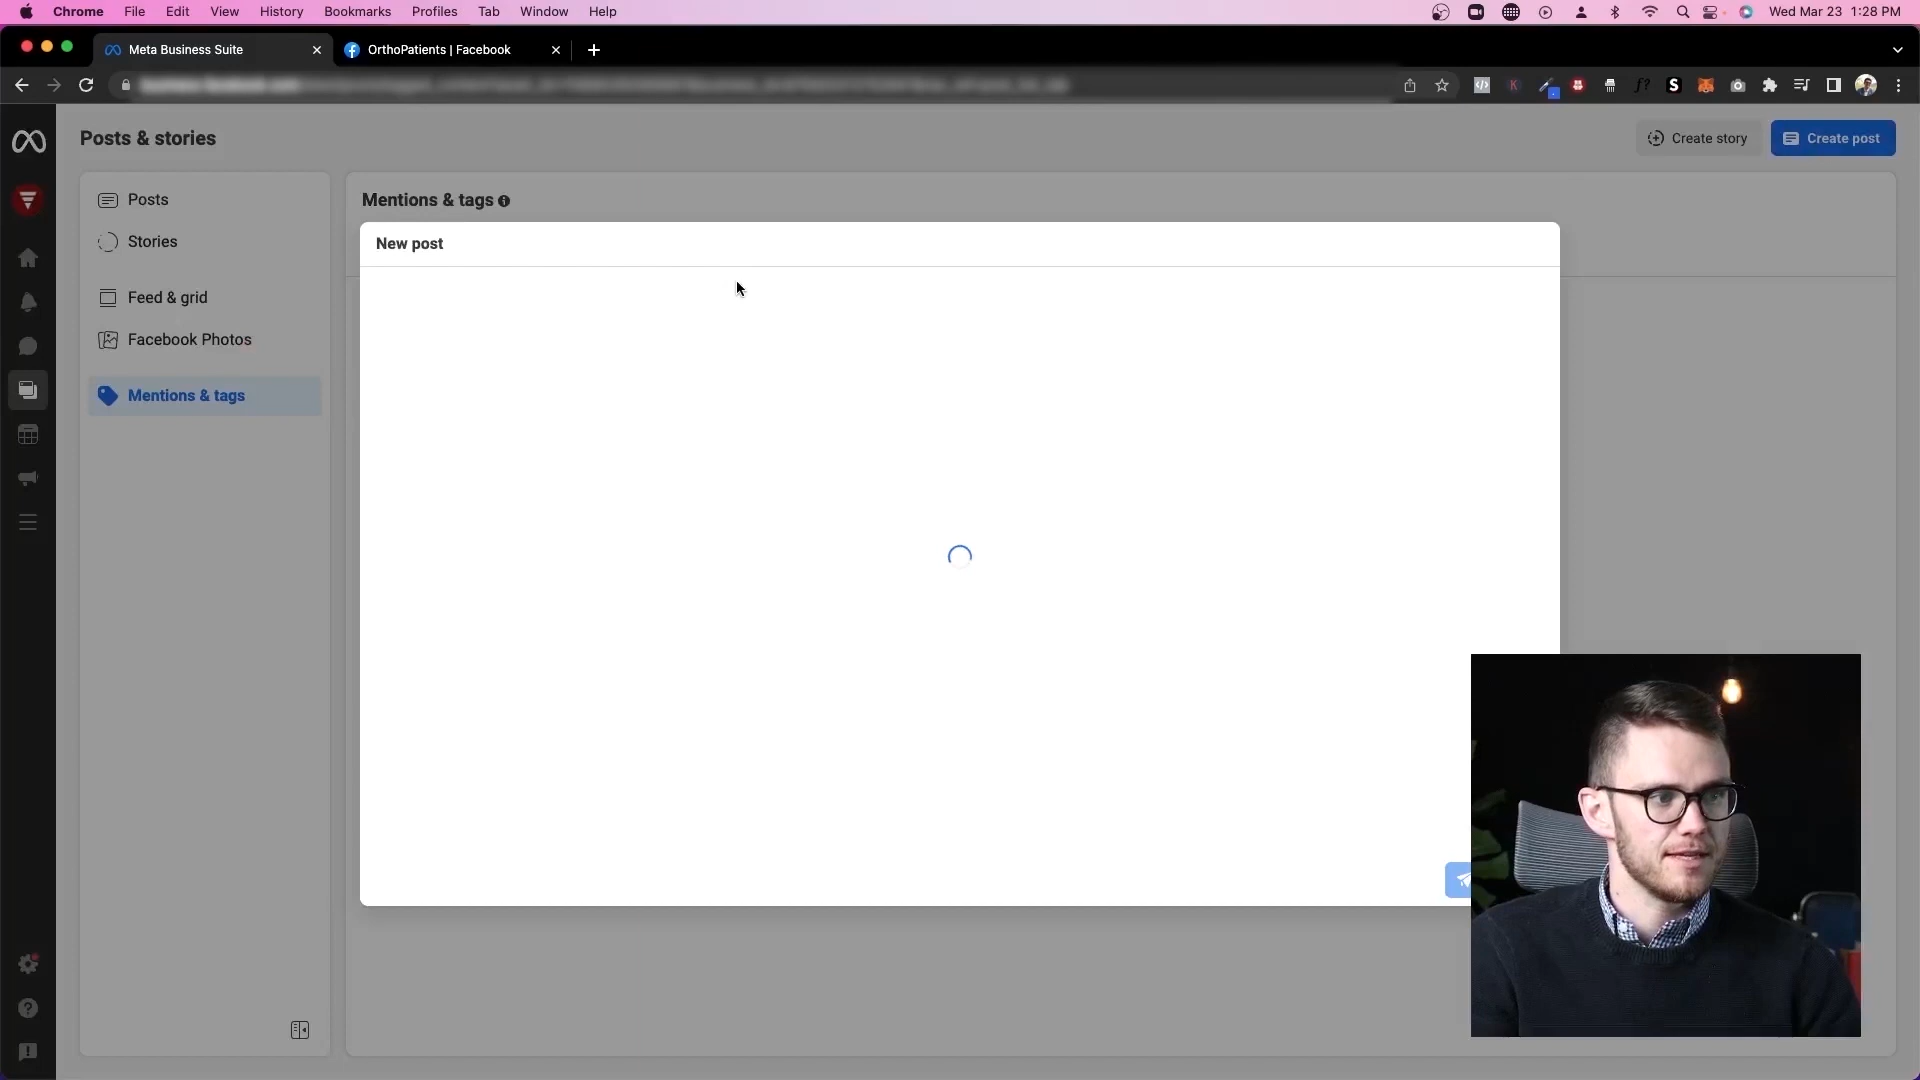 Chrome File Edit View History Bookmarks Profiles Tab Window Help Wed Mar 23 1:28 PM
Meta Business Suite OrthoPatients | Facebook
Posts & stories Create story Create post
Posts
Stories
Feed & grid
Facebook Photos
Mentions & tags
Mentions & tags
New post